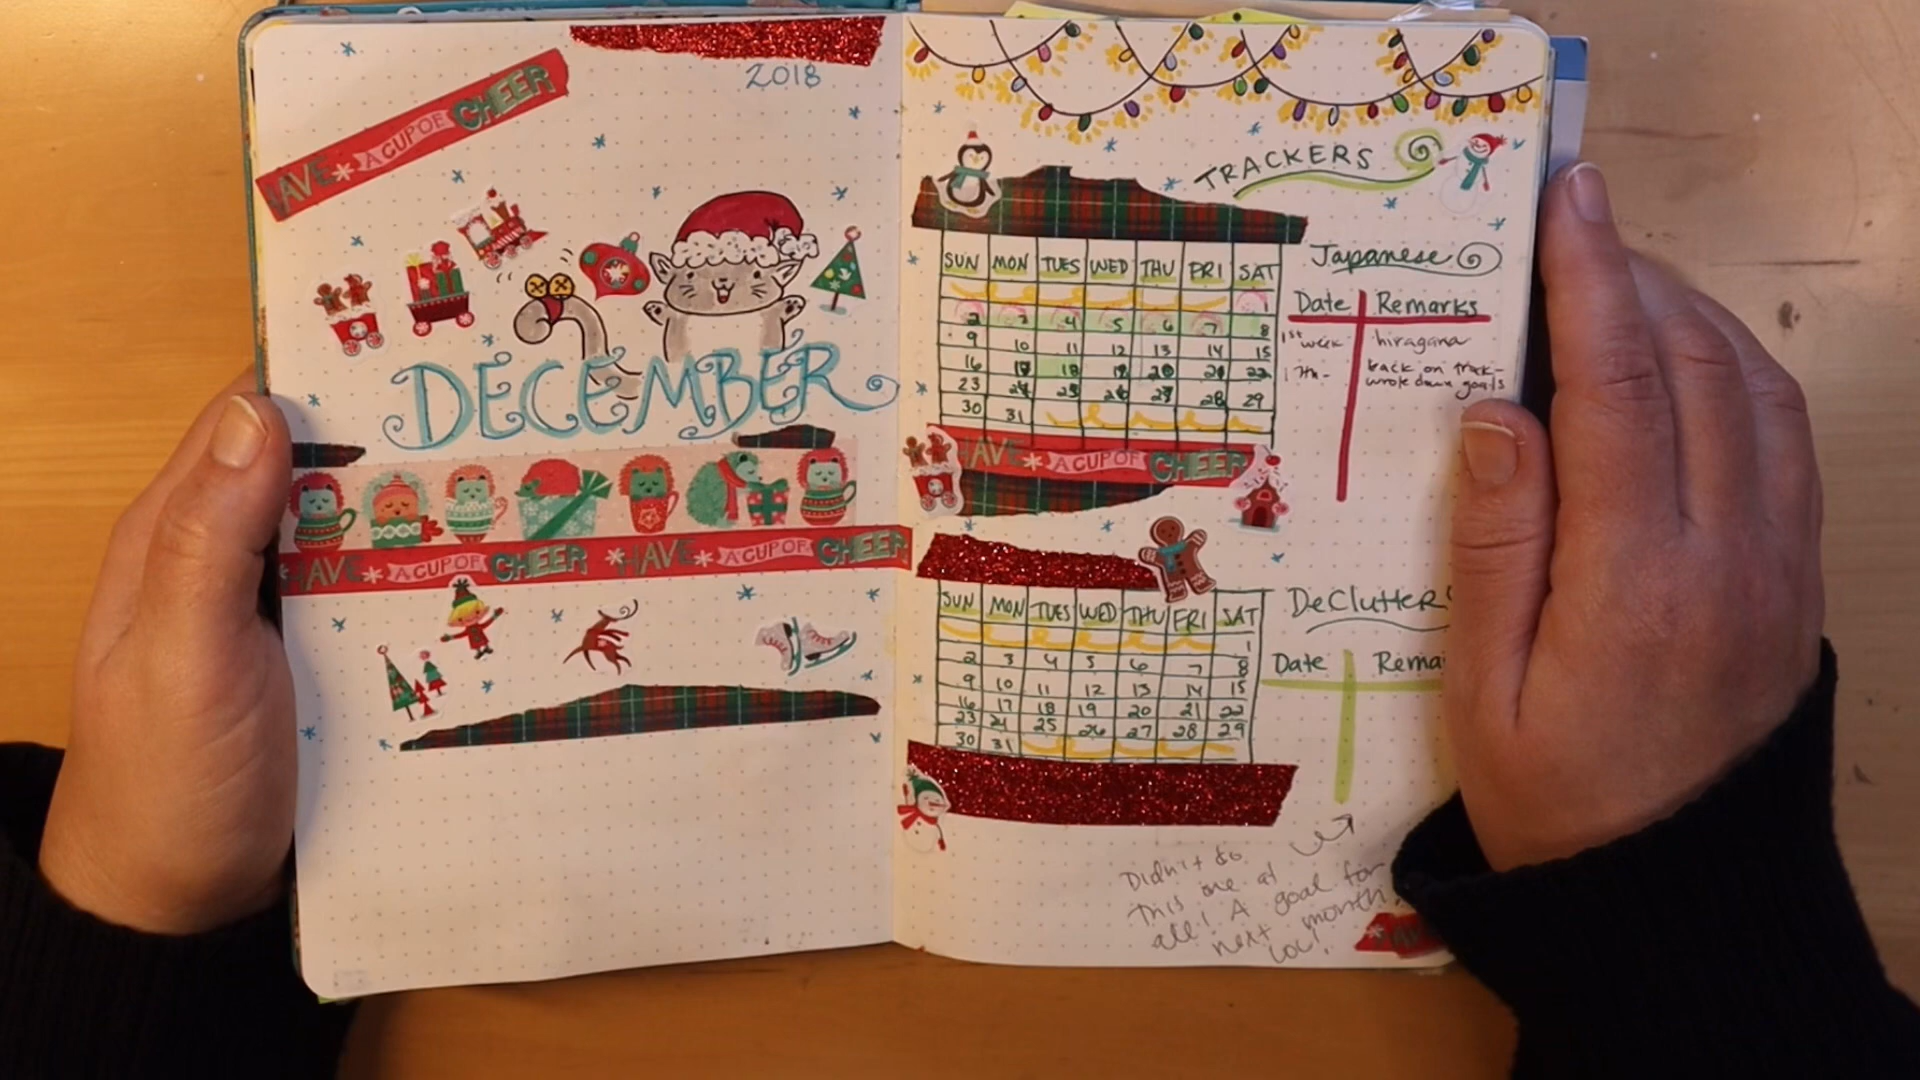 2018
HAVE * A CUP OF CHEER
DECEMBER
HAVE * A CUP OF CHEER * HAVE * A CUP OF CHEER
TRACKERS
SUN MON TUES WED THU FRI SAT
1
2 3 4 5 6 7 8
9 10 11 12 13 14 15
16 17 18 19 20 21 22
23 24 25 26 27 28 29
30 31
Japanese
Date Remarks
1st week hiragana
17th - back on track -
wrote down goals
HAVE * A CUP OF CHEER
SUN MON TUES WED THU FRI SAT
1
2 3 4 5 6 7 8
9 10 11 12 13 14 15
16 17 18 19 20 21 22
23 24 25 26 27 28 29
30 31
DeClutter
Date Remar
Didn't do
this one at
all! A goal for
next month
lol!